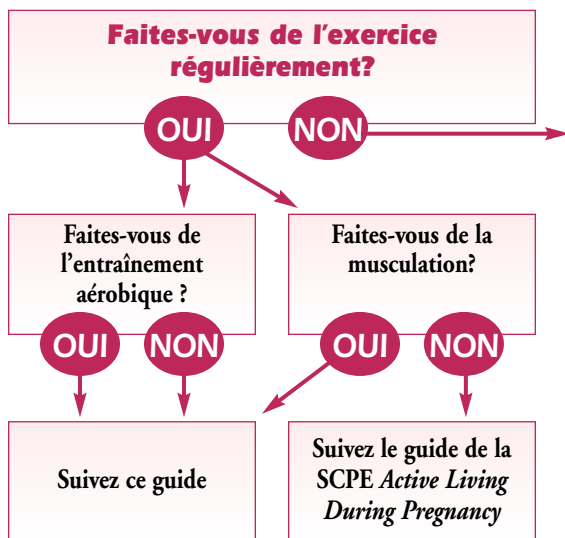 Faites-vous de l'exercice
régulièrement?
OUI
NON
Faites-vous de
l'entraînement
aérobique ?
Faites-vous de la
musculation?
OUI
NON
OUI
NON
Suivez ce guide
Suivez le guide de la
SCPE Active Living
During Pregnancy